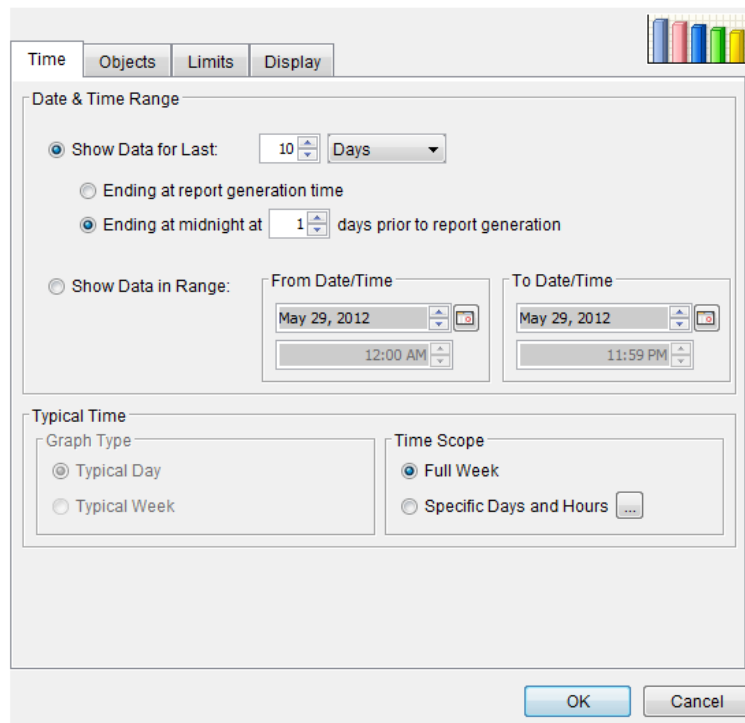 Time Objects Limits Display
Date & Time Range
Show Data for Last: 10 Days
Ending at report generation time
Ending at midnight at 1 days prior to report generation
Show Data in Range:
From Date/Time
May 29, 2012
12:00 AM
To Date/Time
May 29, 2012
11:59 PM
Typical Time
Graph Type
Typical Day
Typical Week
Time Scope
Full Week
Specific Days and Hours ...
OK Cancel